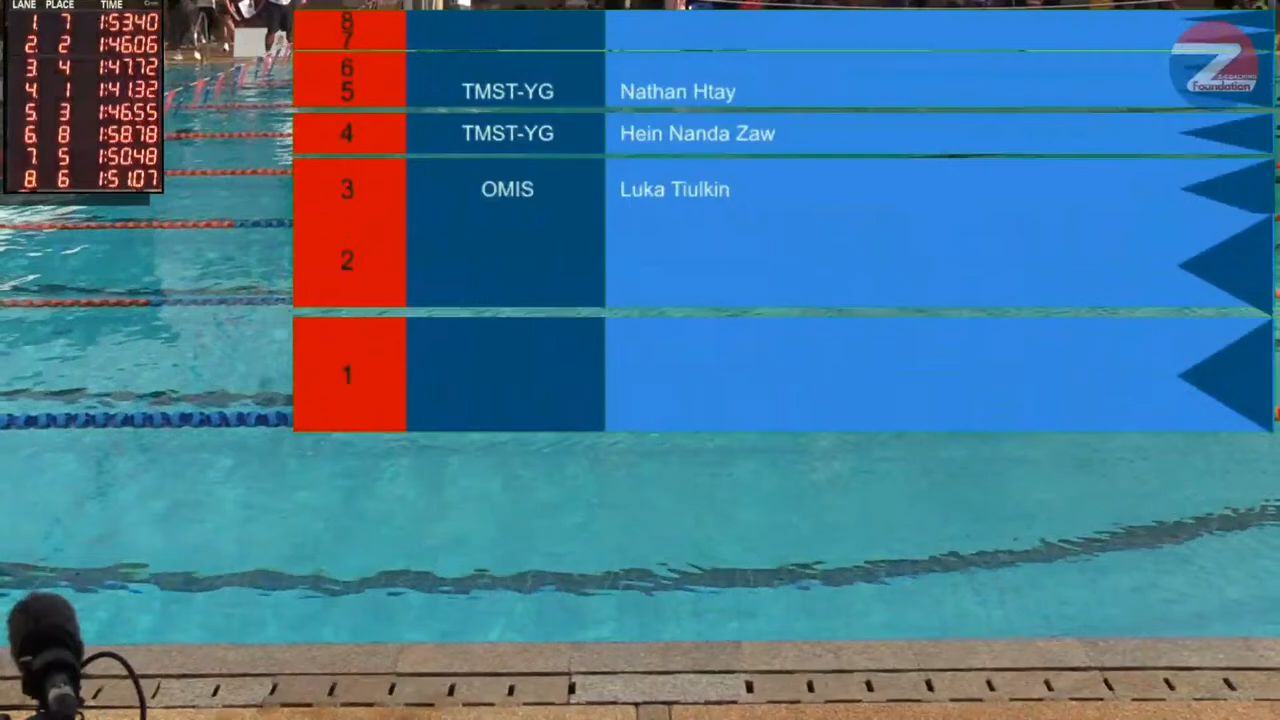 LANE PLACE TIME
1. 7 1:53.40
2. 2 1:46.06
3. 4 1:47.72
4. 1 1:41.32
5. 3 1:46.55
6. 8 1:58.78
7. 5 1:50.48
8. 6 1:51.07
8
7
6
5 TMST-YG Nathan Htay
4 TMST-YG Hein Nanda Zaw
3 OMIS Luka Tiulkin
2
1
Z
Foundation